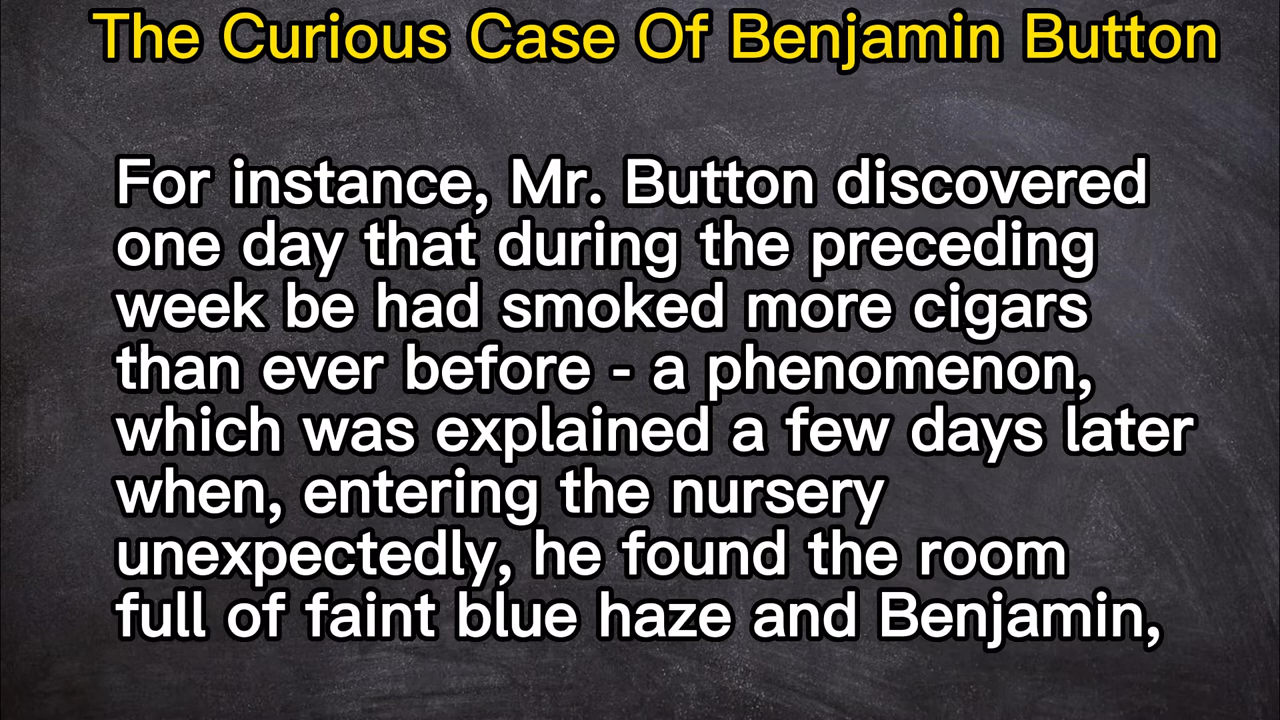 The Curious Case Of Benjamin Button
For instance, Mr. Button discovered
one day that during the preceding
week be had smoked more cigars
than ever before - a phenomenon,
which was explained a few days later
when, entering the nursery
unexpectedly, he found the room
full of faint blue haze and Benjamin,